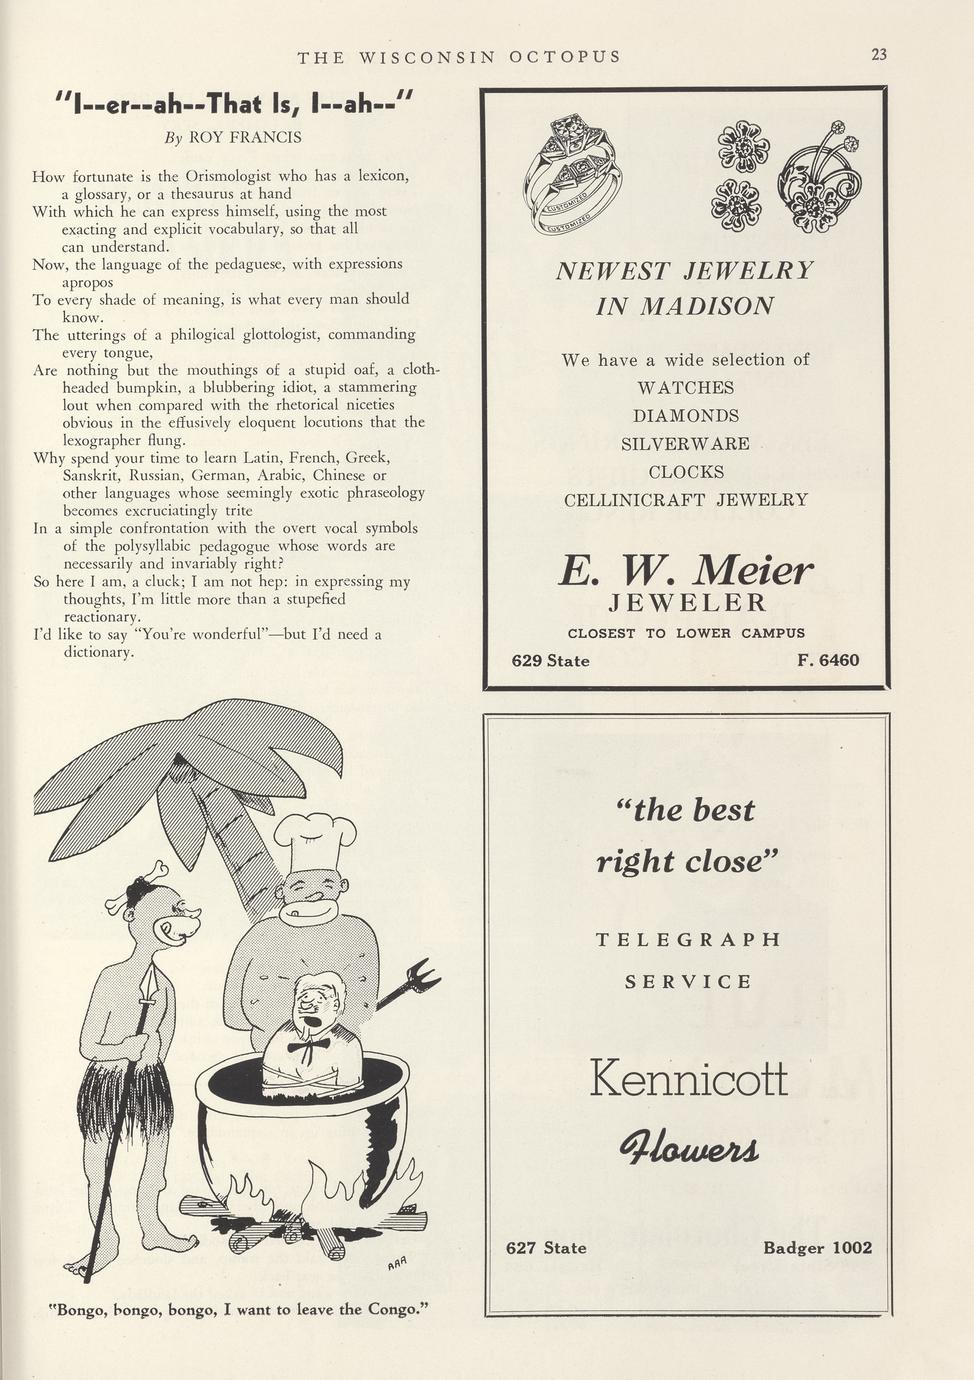 THE WISCONSIN OCTOPUS
23
"I--er--ah--That Is, I--ah--"
By ROY FRANCIS
How fortunate is the Orismologist who has a lexicon,
a glossary, or a thesaurus at hand
With which he can express himself, using the most
exacting and explicit vocabulary, so that all
can understand.
Now, the language of the pedaguese, with expressions
apropos
To every shade of meaning, is what every man should
know.
The utterings of a philogical glottologist, commanding
every tongue,
Are nothing but the mouthings of a stupid oaf, a cloth-
headed bumpkin, a blubbering idiot, a stammering
lout when compared with the rhetorical niceties
obvious in the effusively eloquent locutions that the
lexographer flung.
Why spend your time to learn Latin, French, Greek,
Sanskrit, Russian, German, Arabic, Chinese or
other languages whose seemingly exotic phraseology
becomes excruciatingly trite
In a simple confrontation with the overt vocal symbols
of the polysyllabic pedagogue whose words are
necessarily and invariably right?
So here I am, a cluck; I am not hep: in expressing my
thoughts, I'm little more than a stupefied
reactionary.
I'd like to say "You're wonderful"—but I'd need a
dictionary.
AAA
"Bongo, bongo, bongo, I want to leave the Congo."
CUSTOMIZED
CUSTOMIZED
NEWEST JEWELRY
IN MADISON
We have a wide selection of
WATCHES
DIAMONDS
SILVERWARE
CLOCKS
CELLINICRAFT JEWELRY
E. W. Meier
JEWELER
CLOSEST TO LOWER CAMPUS
629 State
F. 6460
"the best
right close"
TELEGRAPH
SERVICE
Kennicott
Flowers
627 State
Badger 1002